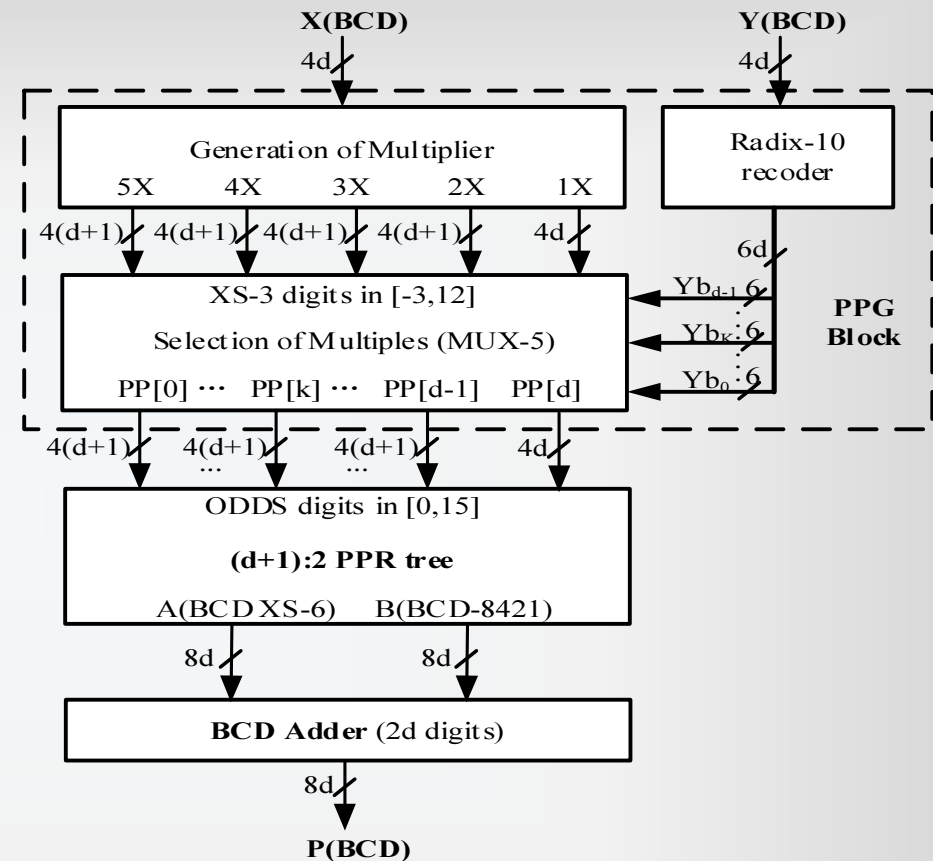 X(BCD) Y(BCD)
4d 4d
Generation of Multiplier
5X 4X 3X 2X 1X
Radix-10
recoder
4(d+1) 4(d+1) 4(d+1) 4(d+1) 4d
6d
XS-3 digits in [-3,12]
Selection of Multiples (MUX-5)
PP[0] ··· PP[k] ··· PP[d-1] PP[d]
Ybd-1 6
⋮
YbK 6
⋮
Yb0 6
PPG
Block
4(d+1) 4(d+1) 4(d+1) 4d
... ...
ODDS digits in [0,15]
(d+1):2 PPR tree
A(BCD XS-6) B(BCD-8421)
8d 8d
BCD Adder (2d digits)
8d
P(BCD)